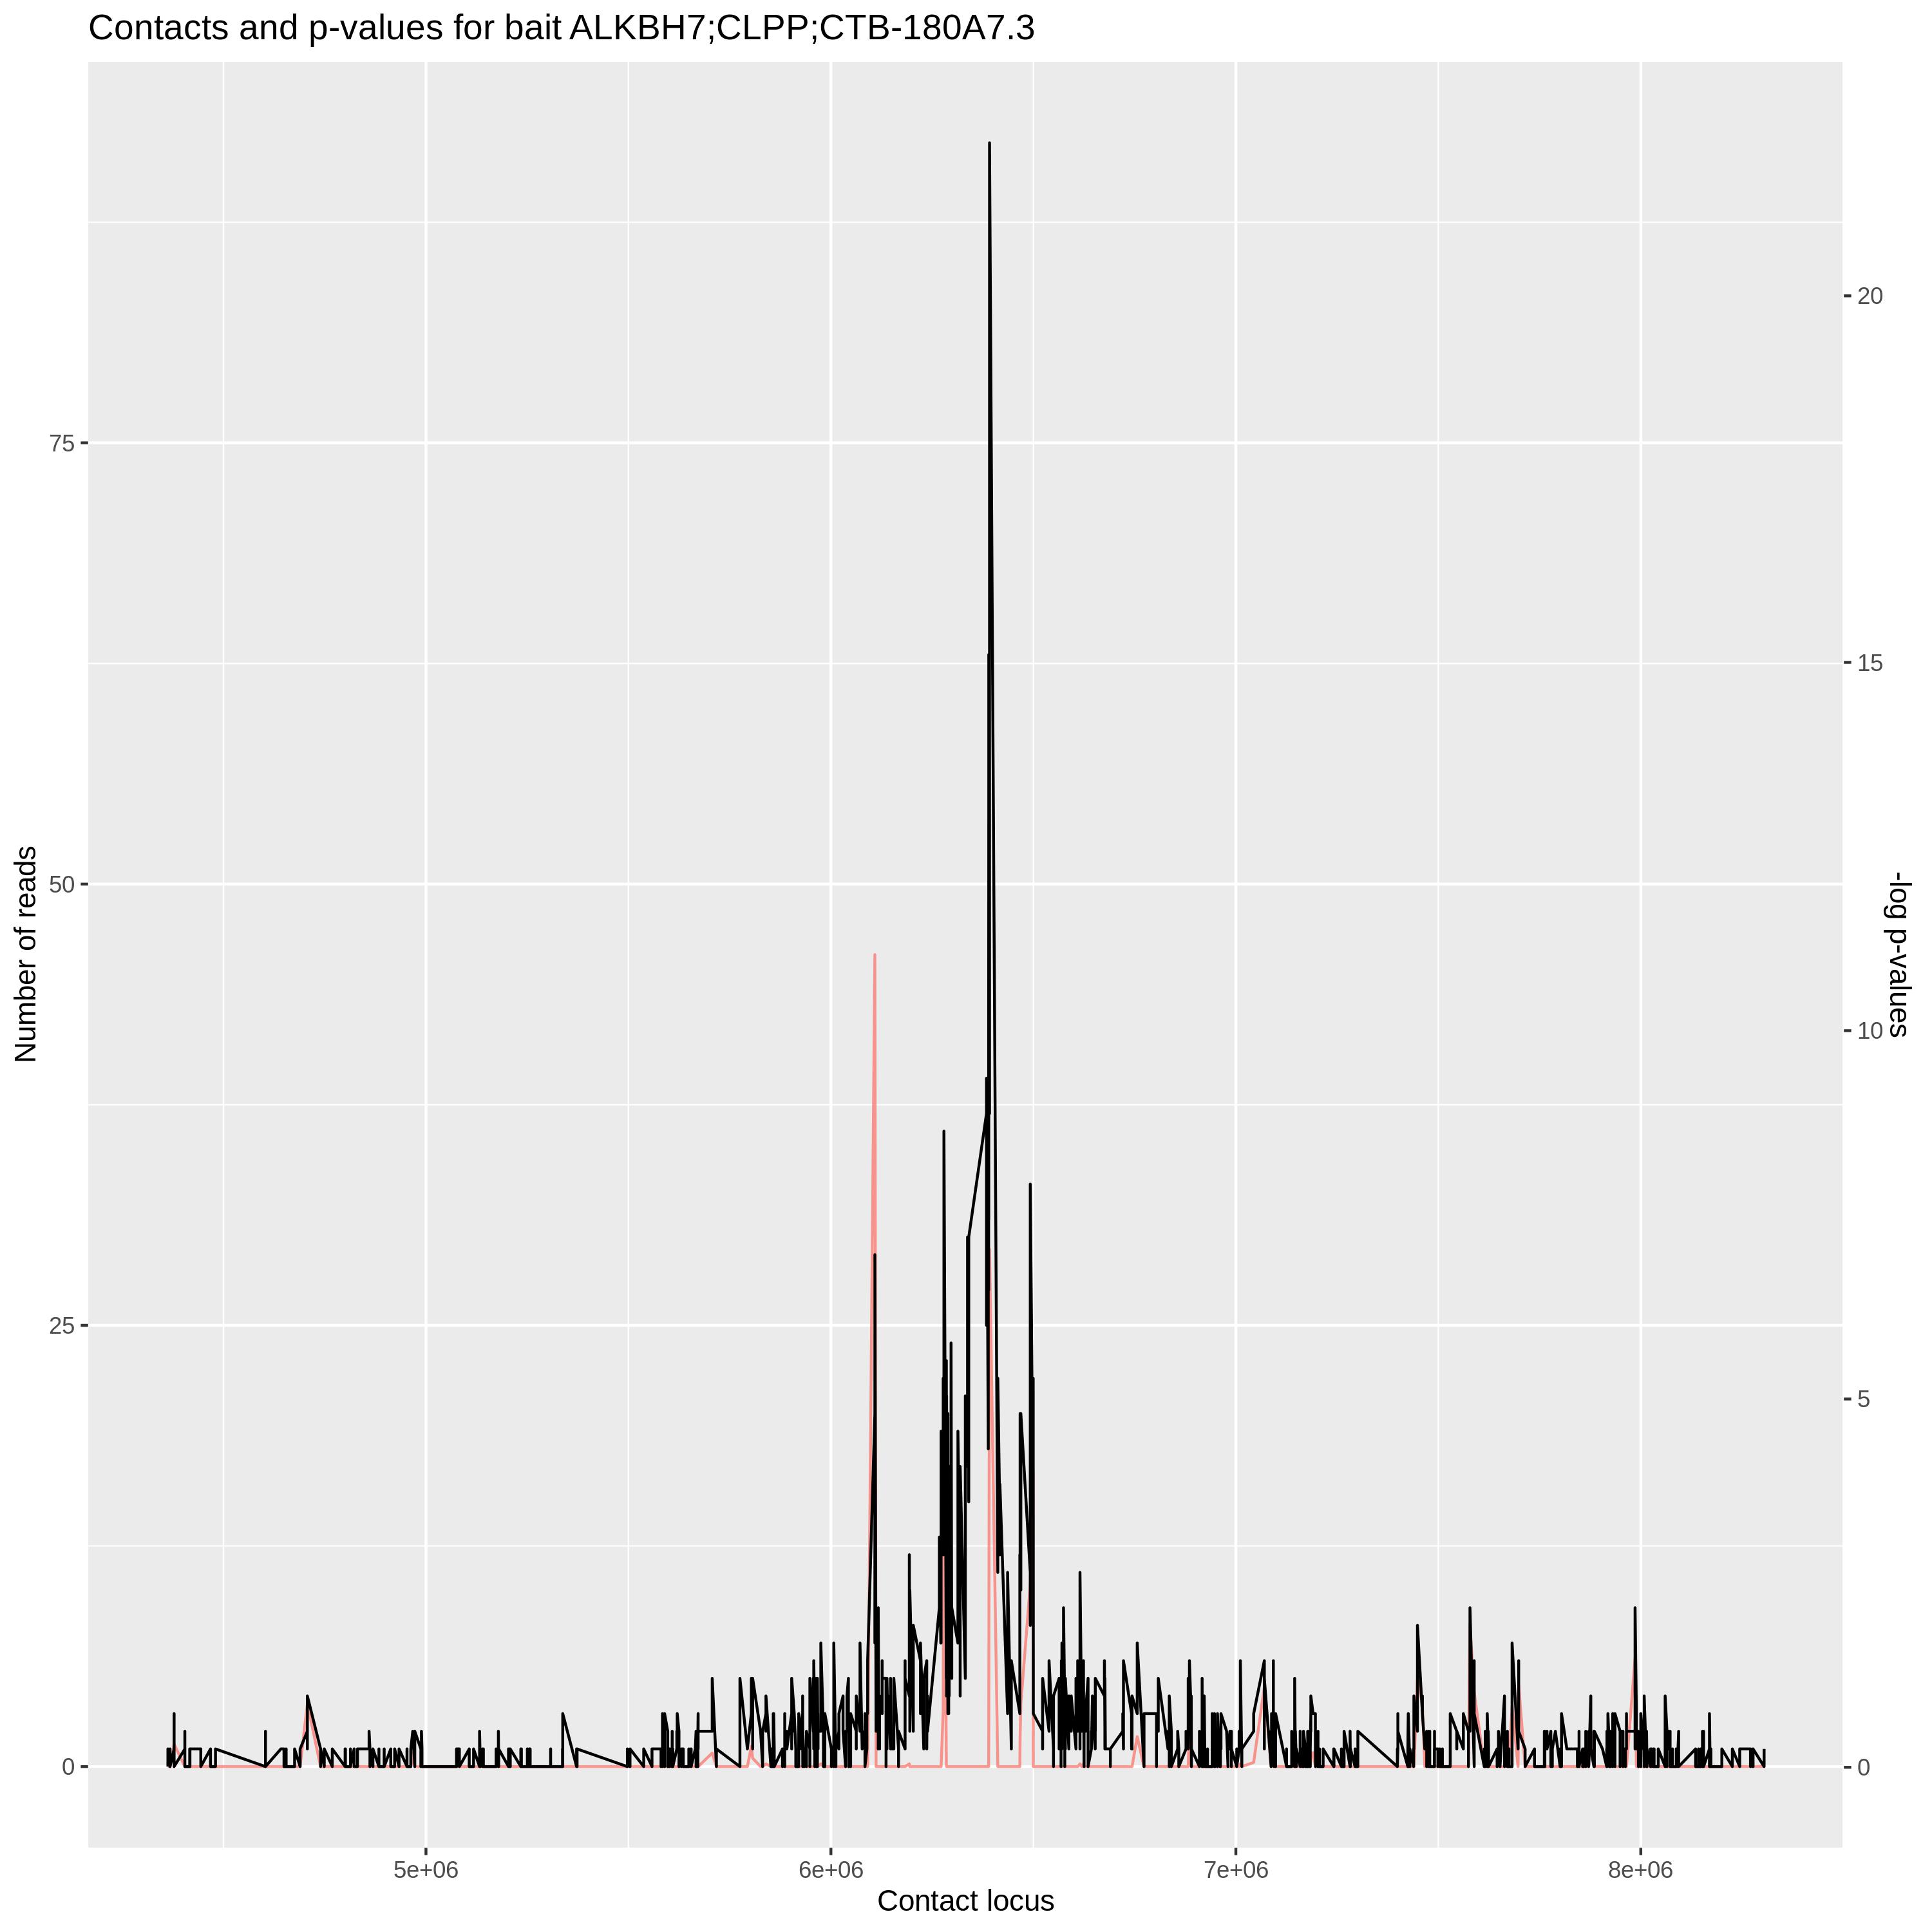 Contacts and p-values for bait ALKBH7;CLPP;CTB-180A7.3
Number of reads
75
50
25
0
20
15
10
5
0
-log p-values
5e+06
6e+06
7e+06
8e+06
Contact locus